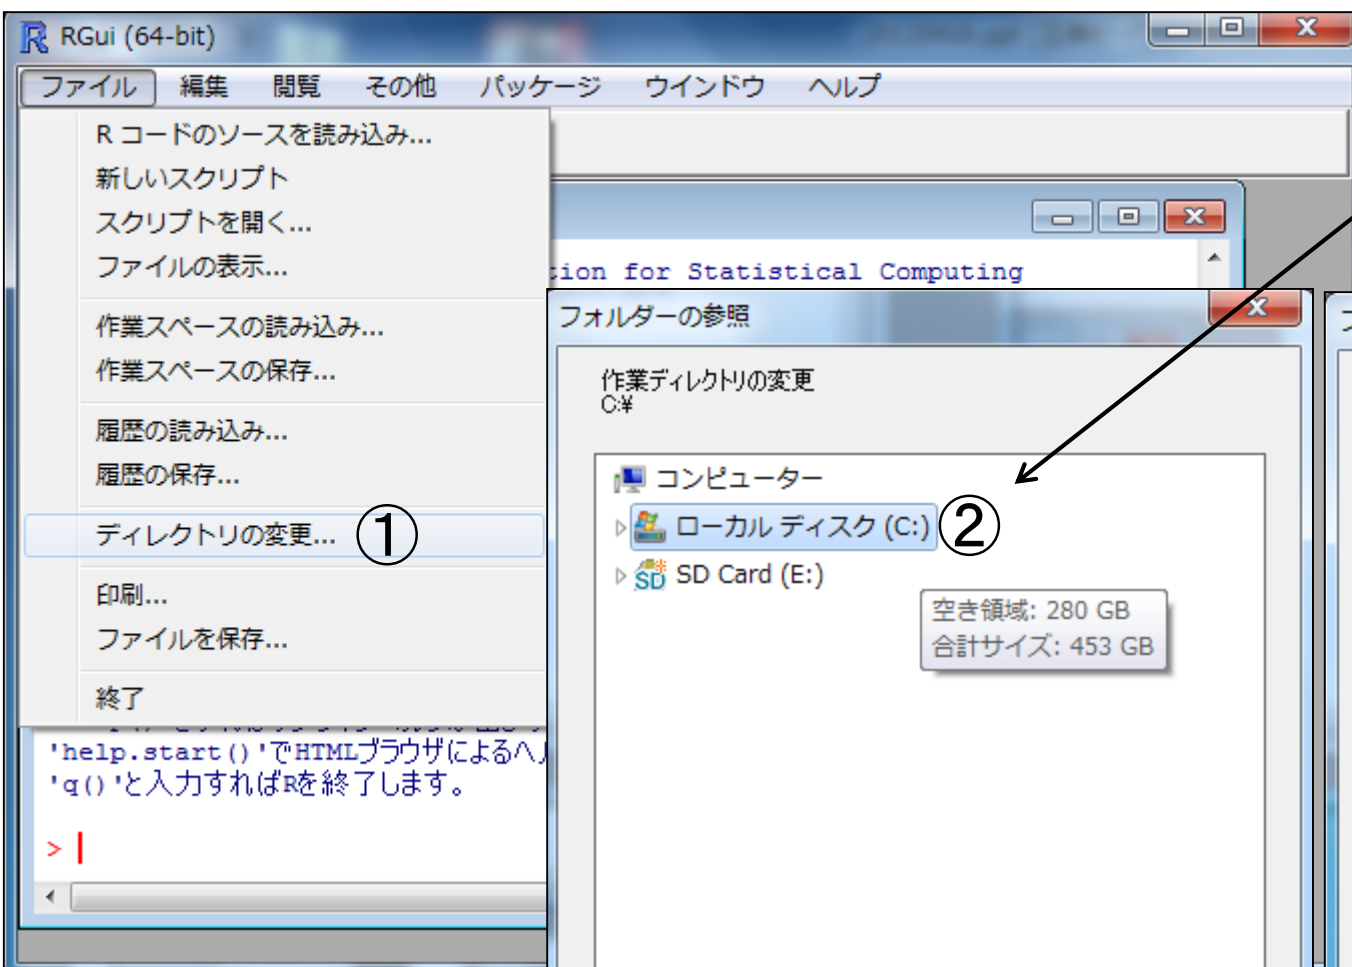 RGui (64-bit)
ファイル 編集 閲覧 その他 パッケージ ウインドウ ヘルプ
R コードのソースを読み込み...
新しいスクリプト
スクリプトを開く...
ファイルの表示...
作業スペースの読み込み...
作業スペースの保存...
履歴の読み込み...
履歴の保存...
ディレクトリの変更... ①
印刷...
ファイルを保存...
終了
tion for Statistical Computing
'help.start()'でHTMLブラウザによるヘル
'q()'と入力すればRを終了します。
>
フォルダーの参照
作業ディレクトリの変更
C:¥
コンピューター
ローカル ディスク (C:) ②
SD Card (E:)
空き領域: 280 GB
合計サイズ: 453 GB